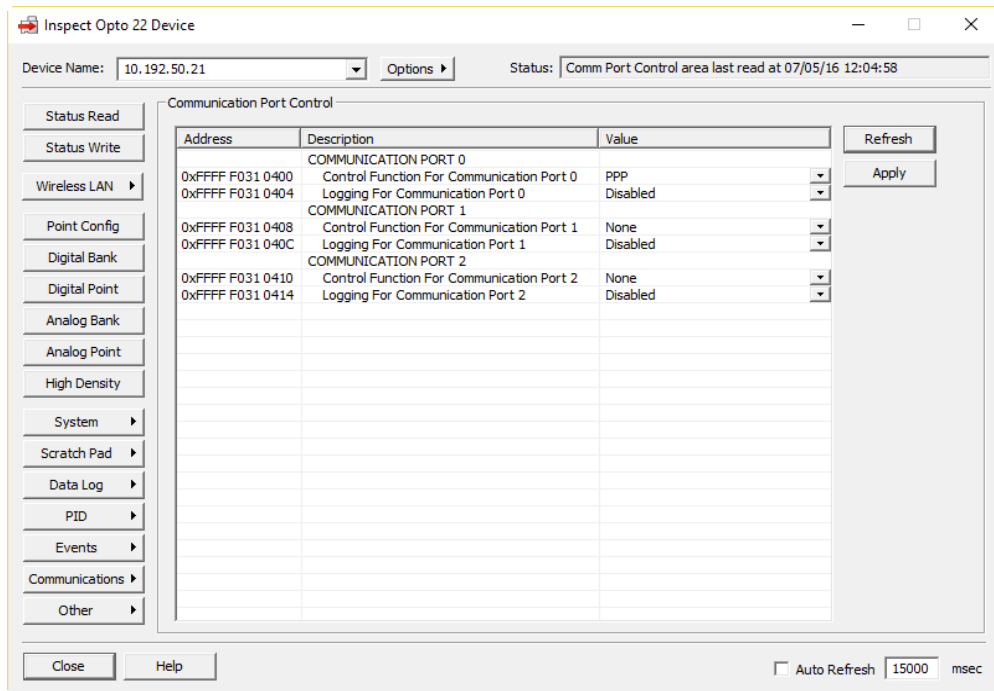 Inspect Opto 22 Device
Device Name: 10.192.50.21 Options Status: Comm Port Control area last read at 07/05/16 12:04:58
Status Read
Status Write
Wireless LAN
Point Config
Digital Bank
Digital Point
Analog Bank
Analog Point
High Density
System
Scratch Pad
Data Log
PID
Events
Communications
Other
Communication Port Control
Address Description Value
COMMUNICATION PORT 0
0xFFFF F031 0400 Control Function For Communication Port 0 PPP
0xFFFF F031 0404 Logging For Communication Port 0 Disabled
COMMUNICATION PORT 1
0xFFFF F031 0408 Control Function For Communication Port 1 None
0xFFFF F031 040C Logging For Communication Port 1 Disabled
COMMUNICATION PORT 2
0xFFFF F031 0410 Control Function For Communication Port 2 None
0xFFFF F031 0414 Logging For Communication Port 2 Disabled
Refresh
Apply
Close Help Auto Refresh 15000 msec